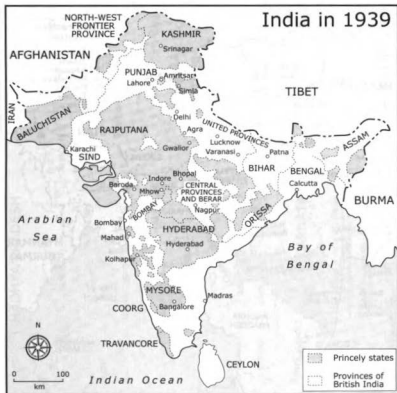 India in 1939
NORTH-WEST
FRONTIER
PROVINCE
KASHMIR
Srinagar
AFGHANISTAN
PUNJAB
Amritsar
Lahore
Simla
TIBET
IRAN
BALUCHISTAN
Delhi
UNITED PROVINCES
Agra
RAJPUTANA
Lucknow
ASSAM
Gwalior
Varanasi
Patna
Karachi
SIND
BIHAR
BENGAL
Bhopal
Indore
Calcutta
Baroda
Mhow
CENTRAL
PROVINCES
AND BERAR
BURMA
BOMBAY
Nagpur
ORISSA
Arabian
Sea
Bombay
HYDERABAD
Mahad
Hyderabad
Bay of
Bengal
Kolhapur
MYSORE
Madras
COORG
Bangalore
N
TRAVANCORE
CEYLON
0
100
km
Indian Ocean
Princely states
Provinces of
British India